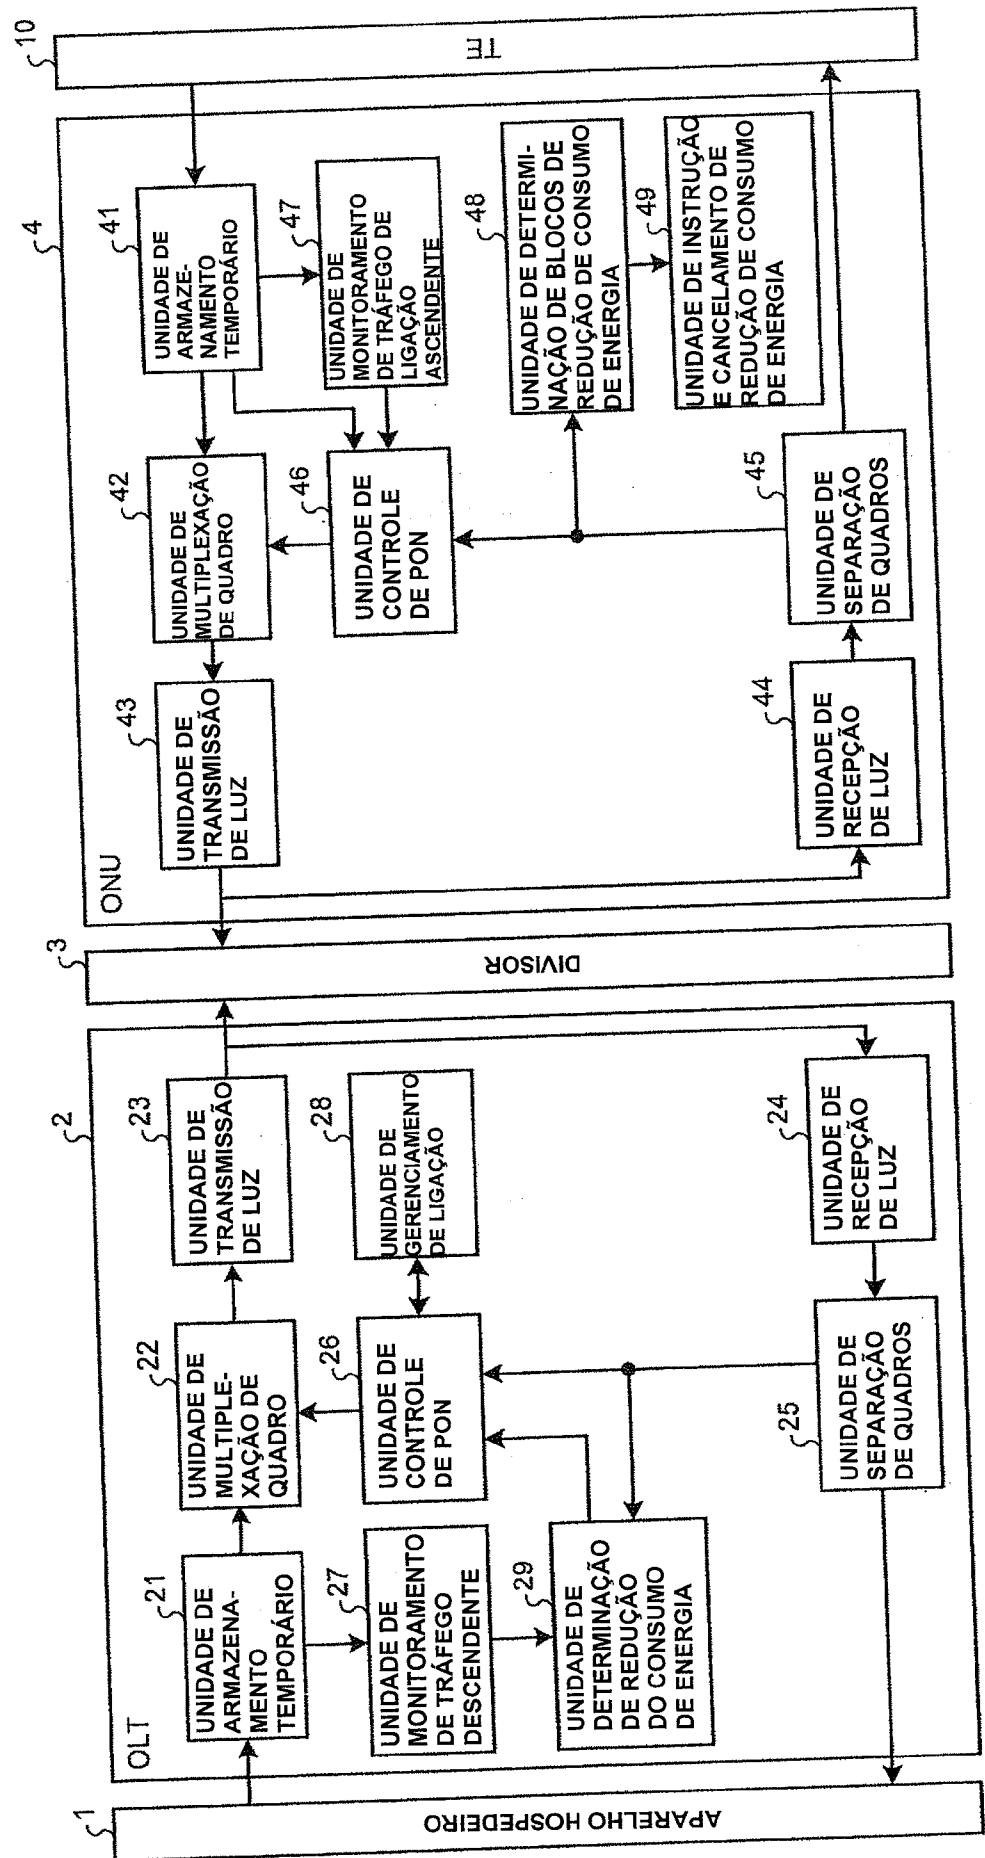 1
APARELHO HOSPEDEIRO
2
OLT
21
UNIDADE DE
ARMAZENA-
MENTO
TEMPORÁRIO
22
UNIDADE DE
MULTIPLE-
XAÇÃO DE
QUADRO
23
UNIDADE DE
TRANSMISSÃO
DE LUZ
27
UNIDADE DE
MONITORAMENTO
DE TRÁFEGO
DESCENDENTE
26
UNIDADE DE
CONTROLE
DE PON
28
UNIDADE DE
GERENCIAMENTO
DE LIGAÇÃO
29
UNIDADE DE
DETERMINAÇÃO
DE REDUÇÃO
DO CONSUMO
DE ENERGIA
25
UNIDADE DE
SEPARAÇÃO
DE QUADROS
24
UNIDADE DE
RECEPÇÃO
DE LUZ
3
DIVISOR
4
ONU
43
UNIDADE DE
TRANSMISSÃO
DE LUZ
42
UNIDADE DE
MULTIPLEXAÇÃO
DE QUADRO
41
UNIDADE DE
ARMAZE-
NAMENTO
TEMPORÁRIO
46
UNIDADE DE
CONTROLE
DE PON
47
UNIDADE DE
MONITORAMENTO
DE TRÁFEGO DE
LIGAÇÃO
ASCENDENTE
48
UNIDADE DE DETERMI-
NAÇÃO DE BLOCOS DE
REDUÇÃO DE CONSUMO
DE ENERGIA
49
UNIDADE DE INSTRUÇÃO
E CANCELAMENTO DE
REDUÇÃO DE CONSUMO
DE ENERGIA
44
UNIDADE DE
RECEPÇÃO
DE LUZ
45
UNIDADE DE
SEPARAÇÃO
DE QUADROS
10
TE